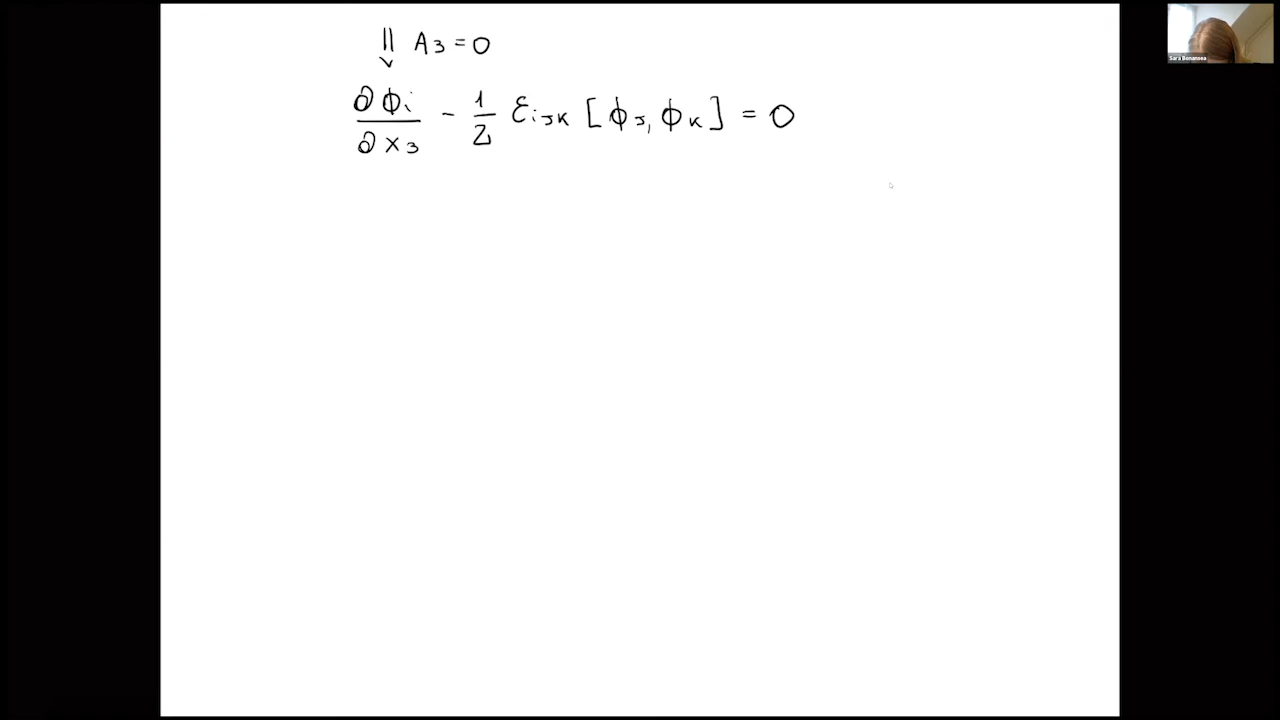 ⇓ A₃ = 0
∂ϕᵢ/∂x₃ - 1/2 εᵢⱼₖ [ϕⱼ, ϕₖ] = 0